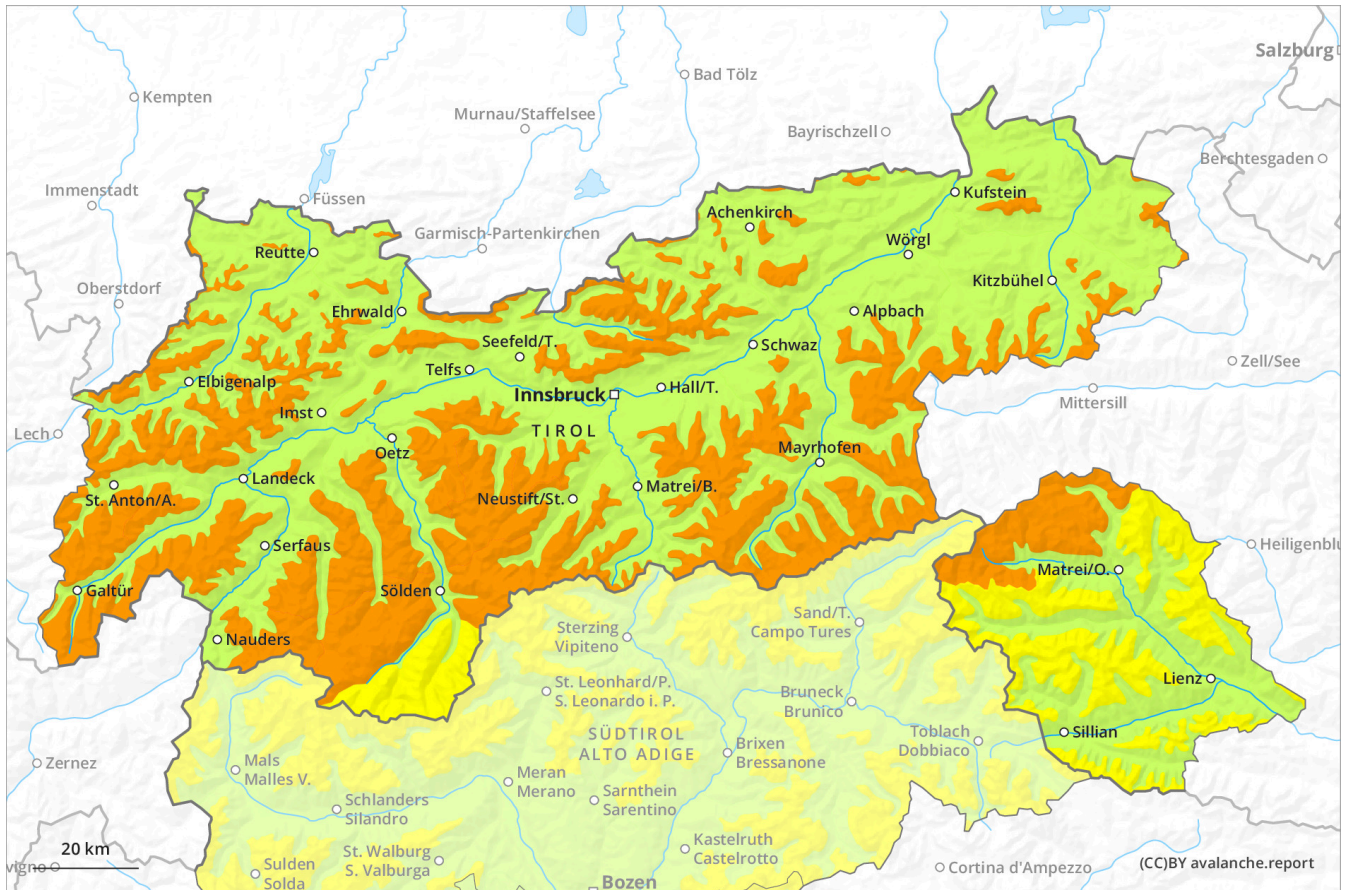 Salzburg
Bad Tölz
Kempten
Murnau/Staffelsee
Bayrischzell
Berchtesgaden
Immenstadt
Füssen
Kufstein
Achenkirch
Garmisch-Partenkirchen
Reutte
Wörgl
Oberstdorf
Kitzbühel
Ehrwald
Alpbach
Seefeld/T.
Schwaz
Zell/See
Telfs
Elbigenalp
Hall/T.
Innsbruck
Mittersill
Imst
TIROL
Lech
Oetz
Mayrhofen
Landeck
Matrei/B.
St. Anton/A.
Neustift/St.
Serfaus
Heiligenblu
Matrei/O.
Galtür
Sölden
Sand/T.
Campo Tures
Sterzing
Vipiteno
Nauders
Lienz
St. Leonhard/P.
S. Leonardo i. P.
Bruneck
Brunico
SÜDTIROL
ALTO ADIGE
Toblach
Dobbiaco
Sillian
Brixen
Bressanone
Zernez
Mals
Malles V.
Meran
Merano
Sarnthein
Sarentino
Schlanders
Silandro
Kastelruth
Castelrotto
20 km
St. Walburg
S. Valburga
vigno
Sulden
Solda
Cortina d'Ampezzo
(CC)BY avalanche.report
Bozen